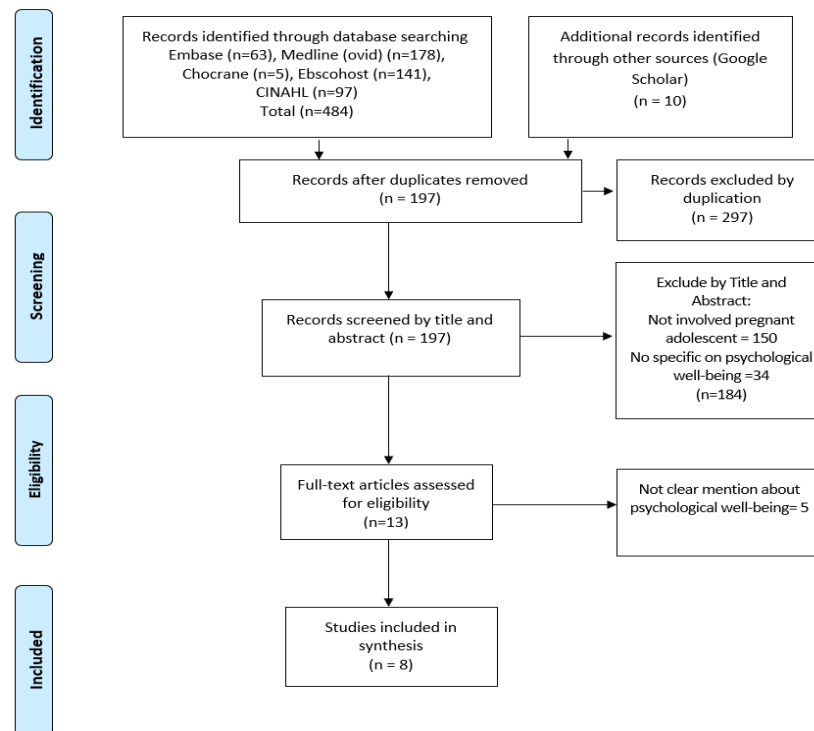 Identification
Records identified through database searching
Embase (n=63), Medline (ovid) (n=178),
Chocrane (n=5), Ebscohost (n=141),
CINAHL (n=97)
Total (n=484)
Additional records identified
through other sources (Google
Scholar)
(n = 10)
Records after duplicates removed
(n = 197)
Records excluded by
duplication
(n = 297)
Screening
Records screened by title and
abstract (n = 197)
Exclude by Title and
Abstract:
Not involved pregnant
adolescent = 150
No specific on psychological
well-being =34
(n=184)
Eligibility
Full-text articles assessed
for eligibility
(n=13)
Not clear mention about
psychological well-being= 5
Included
Studies included in
synthesis
(n = 8)